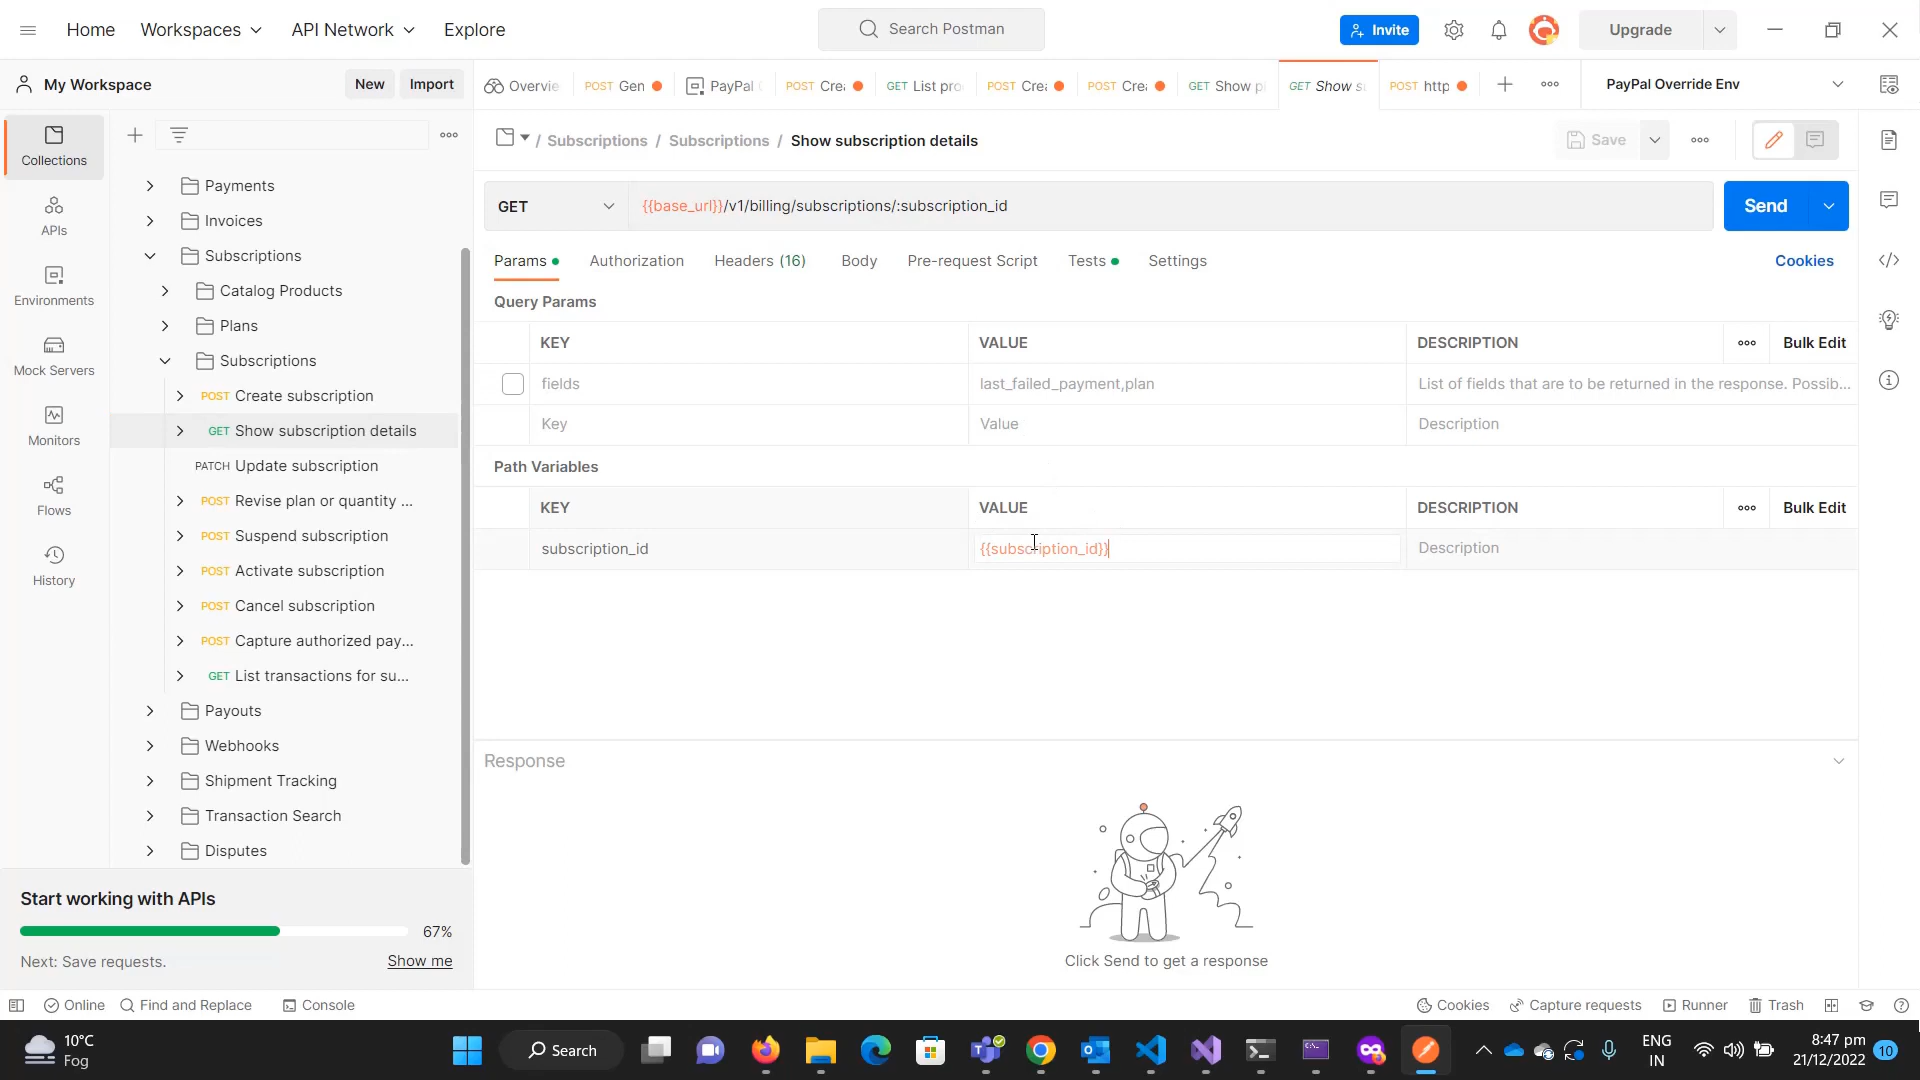 Home
Workspaces
API Network
Explore
Search Postman
Invite
Upgrade
My Workspace
New
Import
Overvie
POST Gen
PayPal
POST Crea
GET List pro
POST Crea
POST Crea
GET Show p
GET Show su
POST http
PayPal Override Env
Collections
APIs
Environments
Mock Servers
Monitors
Flows
History
Payments
Invoices
Subscriptions
Catalog Products
Plans
Subscriptions
POST Create subscription
GET Show subscription details
PATCH Update subscription
POST Revise plan or quantity ...
POST Suspend subscription
POST Activate subscription
POST Cancel subscription
POST Capture authorized pay...
GET List transactions for su...
Payouts
Webhooks
Shipment Tracking
Transaction Search
Disputes
Start working with APIs
67%
Next: Save requests.
Show me
/ Subscriptions / Subscriptions / Show subscription details
Save
GET
{{base_url}}/v1/billing/subscriptions/:subscription_id
Send
Params
Authorization
Headers (16)
Body
Pre-request Script
Tests
Settings
Cookies
Query Params
KEY VALUE DESCRIPTION Bulk Edit
fields last_failed_payment,plan List of fields that are to be returned in the response. Possib...
Key Value Description
Path Variables
KEY VALUE DESCRIPTION Bulk Edit
subscription_id {{subscription_id}} Description
Response
Click Send to get a response
Online
Find and Replace
Console
Cookies
Capture requests
Runner
Trash
10°C
Fog
Search
ENG
IN
8:47 pm
21/12/2022
10